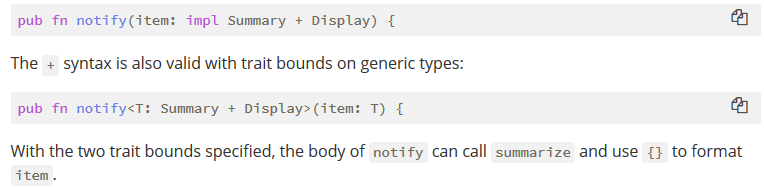 pub fn notify(item: impl Summary + Display) {
The + syntax is also valid with trait bounds on generic types:
pub fn notify<T: Summary + Display>(item: T) {
With the two trait bounds specified, the body of notify can call summarize and use {} to format
item.